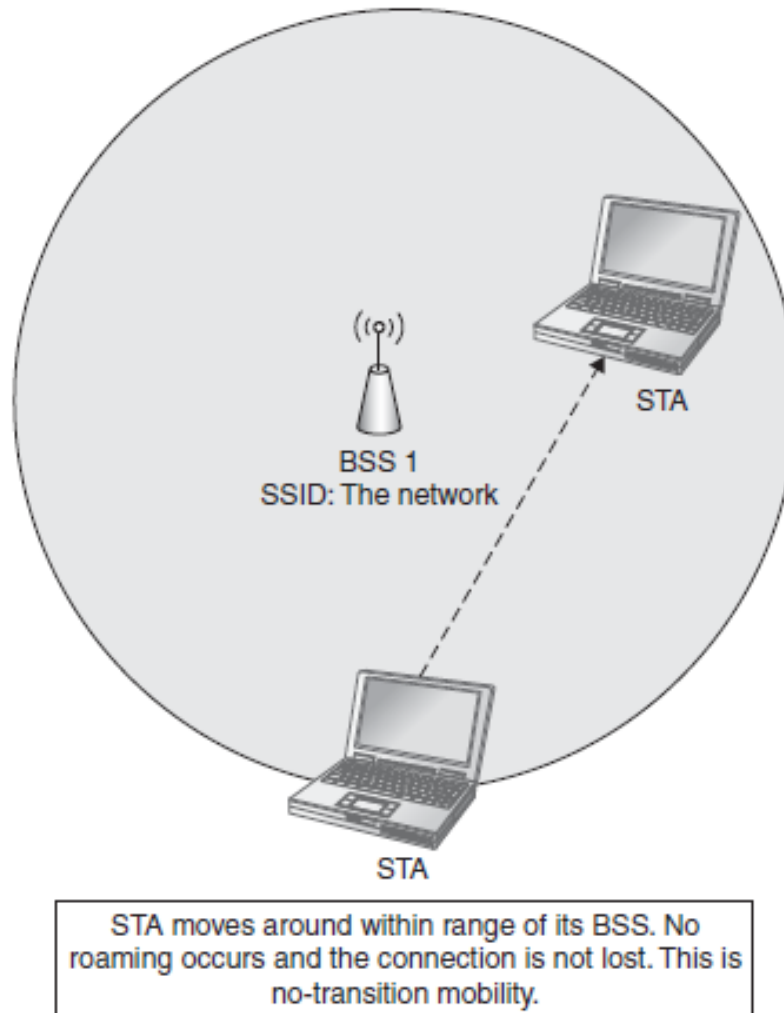 STA
BSS 1
SSID: The network
STA
STA moves around within range of its BSS. No
roaming occurs and the connection is not lost. This is
no-transition mobility.